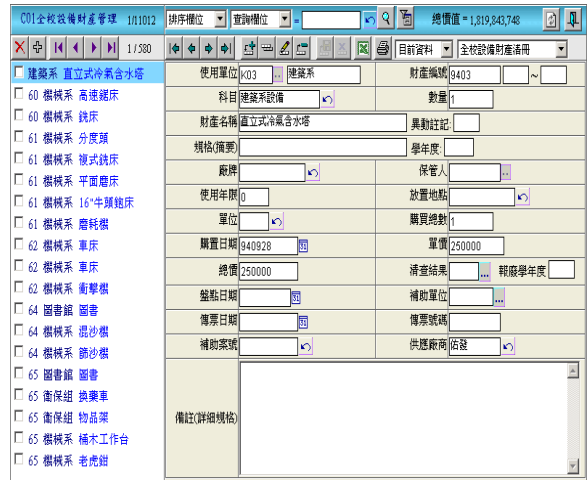 C01全校設備財產管理 1/11012 排序欄位 查詢欄位 = 總價值 = 1,819,843,748
1 / 580 目前資料 全校設備財產清冊
建築系 直立式冷氣含水塔
60 機械系 高速鋸床
60 機械系 銑床
61 機械系 分度頭
61 機械系 複式銑床
61 機械系 平面磨床
61 機械系 16"牛頭鉋床
61 機械系 磨耗機
62 機械系 車床
62 機械系 車床
62 機械系 衝擊機
64 圖書館 圖書
64 機械系 混沙機
64 機械系 篩沙機
65 圖書館 圖書
65 衛保組 換藥車
65 衛保組 物品架
65 機械系 桶木工作台
65 機械系 老虎鉗
使用單位 K03 .. 建築系 財產編號 9403 ~
科目 建築系設備 數量 1
財產名稱 直立式冷氣含水塔 異動註記:
規格(摘要) 學年度:
廠牌 保管人 ..
使用年限 0 放置地點
單位 購買總數 1
購置日期 940928 單價 250000
總價 250000 清查結果 ... 報廢學年度
盤點日期 補助單位 ...
傳票日期 傳票號碼
補助案號 供應廠商 佑發
備註(詳細規格)